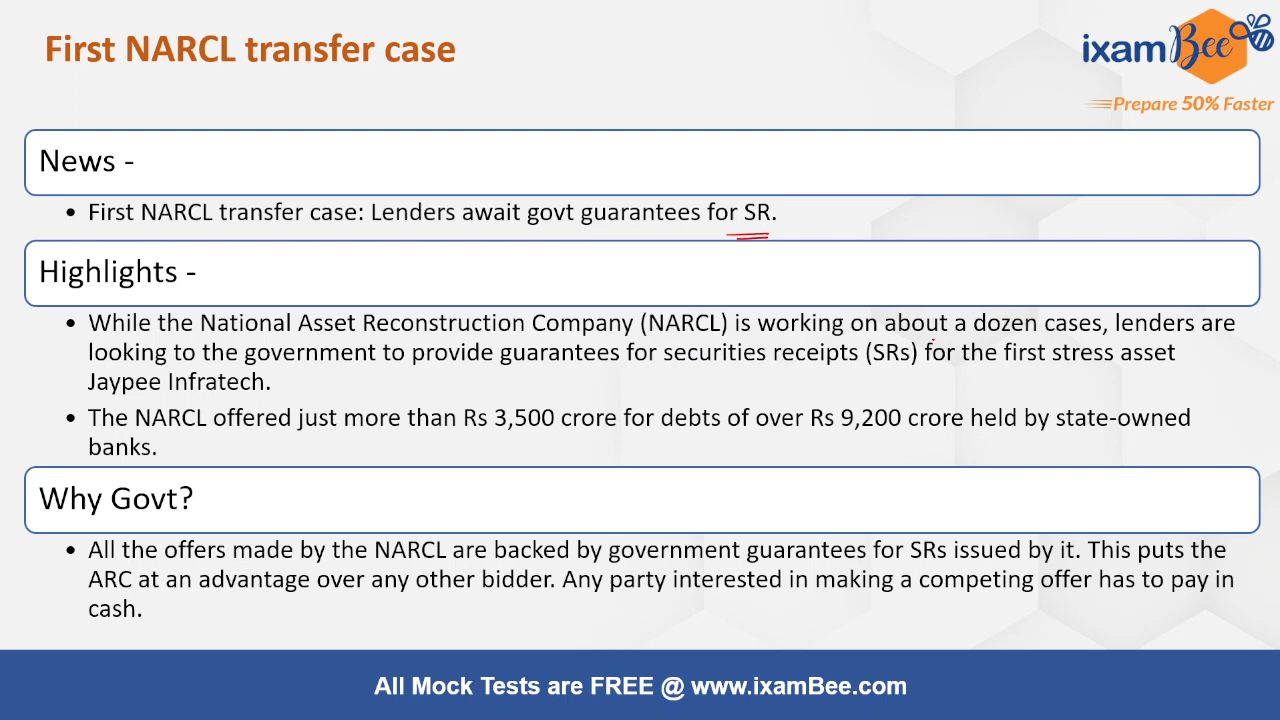 First NARCL transfer case
ixamBee
Prepare 50% Faster
News -
• First NARCL transfer case: Lenders await govt guarantees for SR.
Highlights -
• While the National Asset Reconstruction Company (NARCL) is working on about a dozen cases, lenders are
looking to the government to provide guarantees for securities receipts (SRs) for the first stress asset
Jaypee Infratech.
• The NARCL offered just more than Rs 3,500 crore for debts of over Rs 9,200 crore held by state-owned
banks.
Why Govt?
• All the offers made by the NARCL are backed by government guarantees for SRs issued by it. This puts the
ARC at an advantage over any other bidder. Any party interested in making a competing offer has to pay in
cash.
All Mock Tests are FREE @ www.ixamBee.com